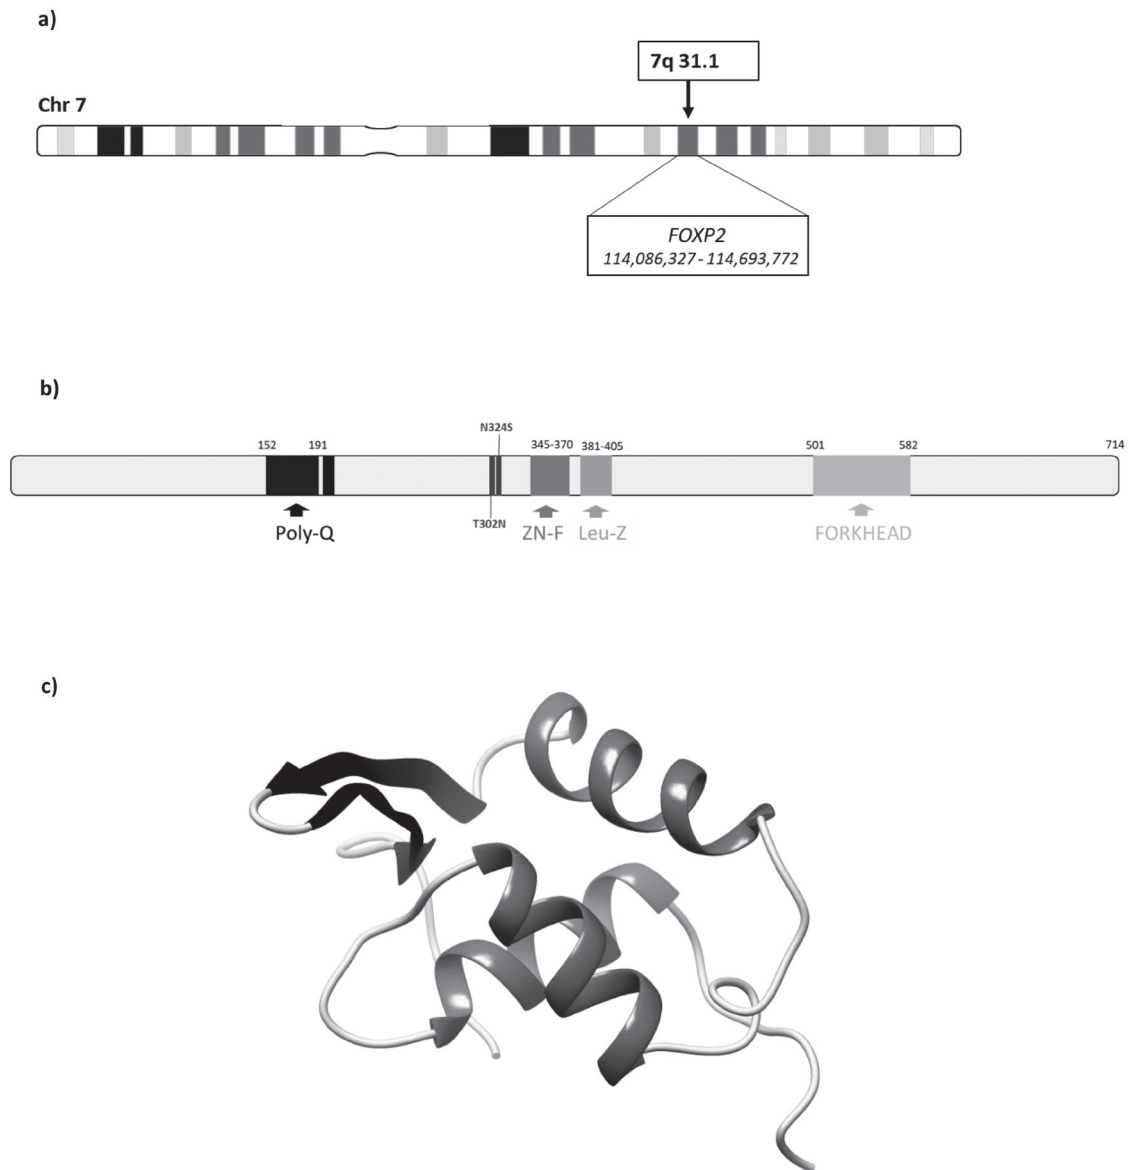 a)
7q 31.1
Chr 7
FOXP2
114,086,327-114,693,772
b)
N324S
152 191 345-370 381-405 501 582 714
T302N
Poly-Q ZN-F Leu-Z FORKHEAD
c)